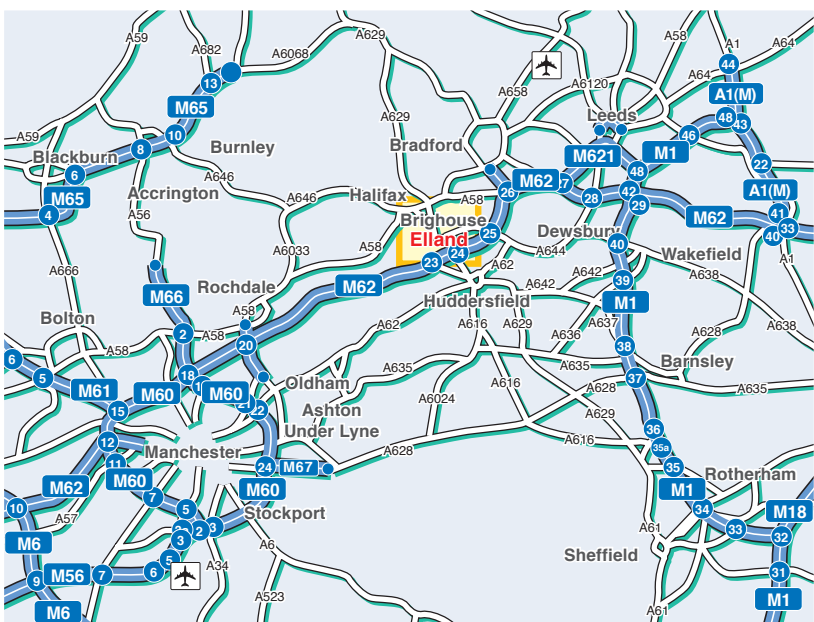 A59
A682
A6068
A629
A58
A1
A64
44
13
A658
A6120
A64
A1(M)
M65
A629
Leeds
48
43
A59
10
Bradford
M621
M1
46
8
Burnley
Blackburn
6
A646
M62
27
48
22
Accrington
A646
Halifax
A58
26
28
42
29
A1(M)
M65
4
A56
Brighouse
25
Dewsbury
M62
41
33
40
A58
Elland
24
A644
40
Wakefield
A1
A666
A6033
23
A62
M66
Rochdale
M62
Huddersfield
A642
A642
39
A638
M1
Bolton
A58
2
A58
20
A62
A616
A629
A636
A637
A628
A638
A58
6
5
18
A635
A635
38
Barnsley
M61
M60
M60
Oldham
37
A635
15
22
Ashton
Under Lyne
A6024
A616
A628
A629
12
Manchester
A628
A616
36
35a
11
24
M67
35
Rotherham
M62
M60
7
M60
M1
10
A57
5
Stockport
34
M18
M6
2
3
3
A6
A61
33
32
Sheffield
9
M56
7
6
5
A34
31
M6
A523
A61
M1